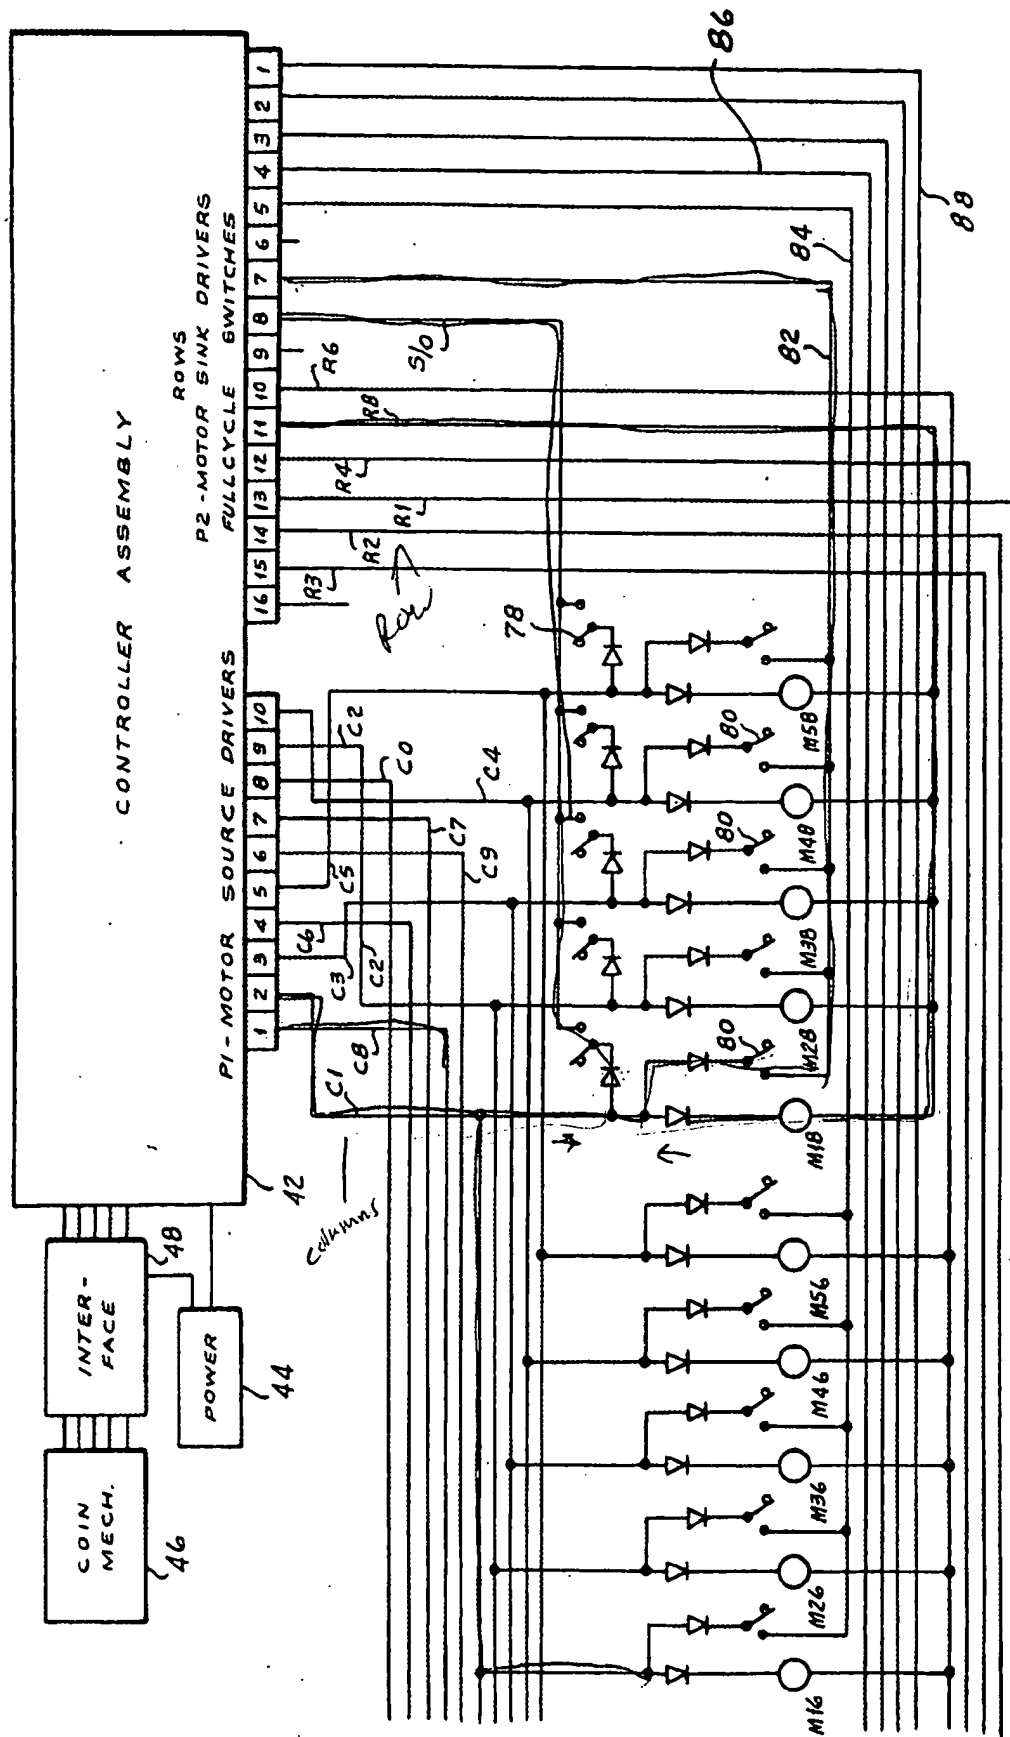 CONTROLLER ASSEMBLY
42
COIN MECH.
46
INTER-FACE
48
POWER
44
P1-MOTOR SOURCE DRIVERS
1 2 3 4 5 6 7 8 9 10
ROWS
P2-MOTOR SINK DRIVERS
FULLCYCLE SWITCHES
16 15 14 13 12 11 10 9 8 7 6 5 4 3 2 1
C1
C8
C3
C6
C2
C5
C9
C7
C0
C2
C4
Columns
R3
R2
R1
R4
R8
R6
S/O
Row
78
80
80
80
82
84
86
88
M16
M26
M36
M46
M56
M18
M28
M38
M48
M58